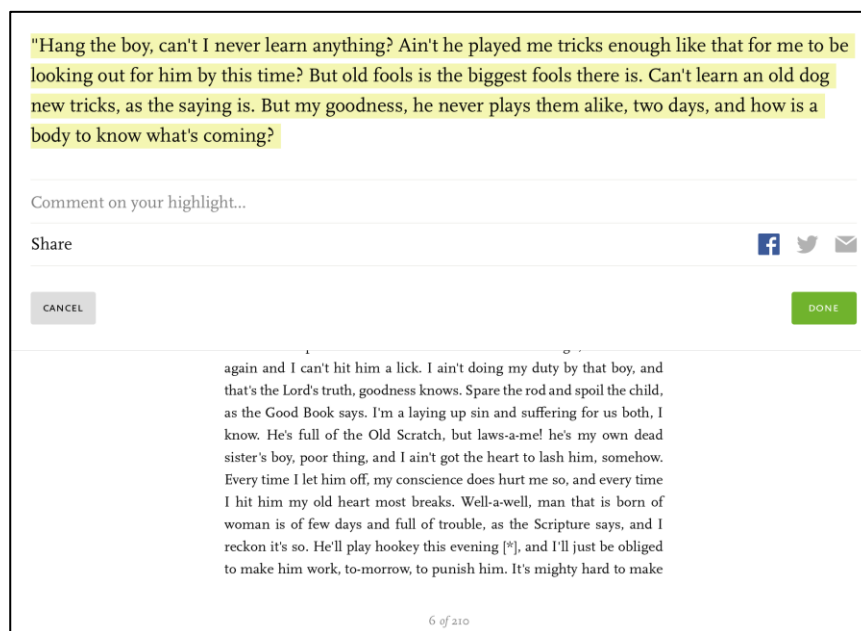 "Hang the boy, can't I never learn anything? Ain't he played me tricks enough like that for me to be
looking out for him by this time? But old fools is the biggest fools there is. Can't learn an old dog
new tricks, as the saying is. But my goodness, he never plays them alike, two days, and how is a
body to know what's coming?
Comment on your highlight...
Share
CANCEL
DONE
again and I can't hit him a lick. I ain't doing my duty by that boy, and
that's the Lord's truth, goodness knows. Spare the rod and spoil the child,
as the Good Book says. I'm a laying up sin and suffering for us both, I
know. He's full of the Old Scratch, but laws-a-me! he's my own dead
sister's boy, poor thing, and I ain't got the heart to lash him, somehow.
Every time I let him off, my conscience does hurt me so, and every time
I hit him my old heart most breaks. Well-a-well, man that is born of
woman is of few days and full of trouble, as the Scripture says, and I
reckon it's so. He'll play hookey this evening [*], and I'll just be obliged
to make him work, to-morrow, to punish him. It's mighty hard to make
6 of 210